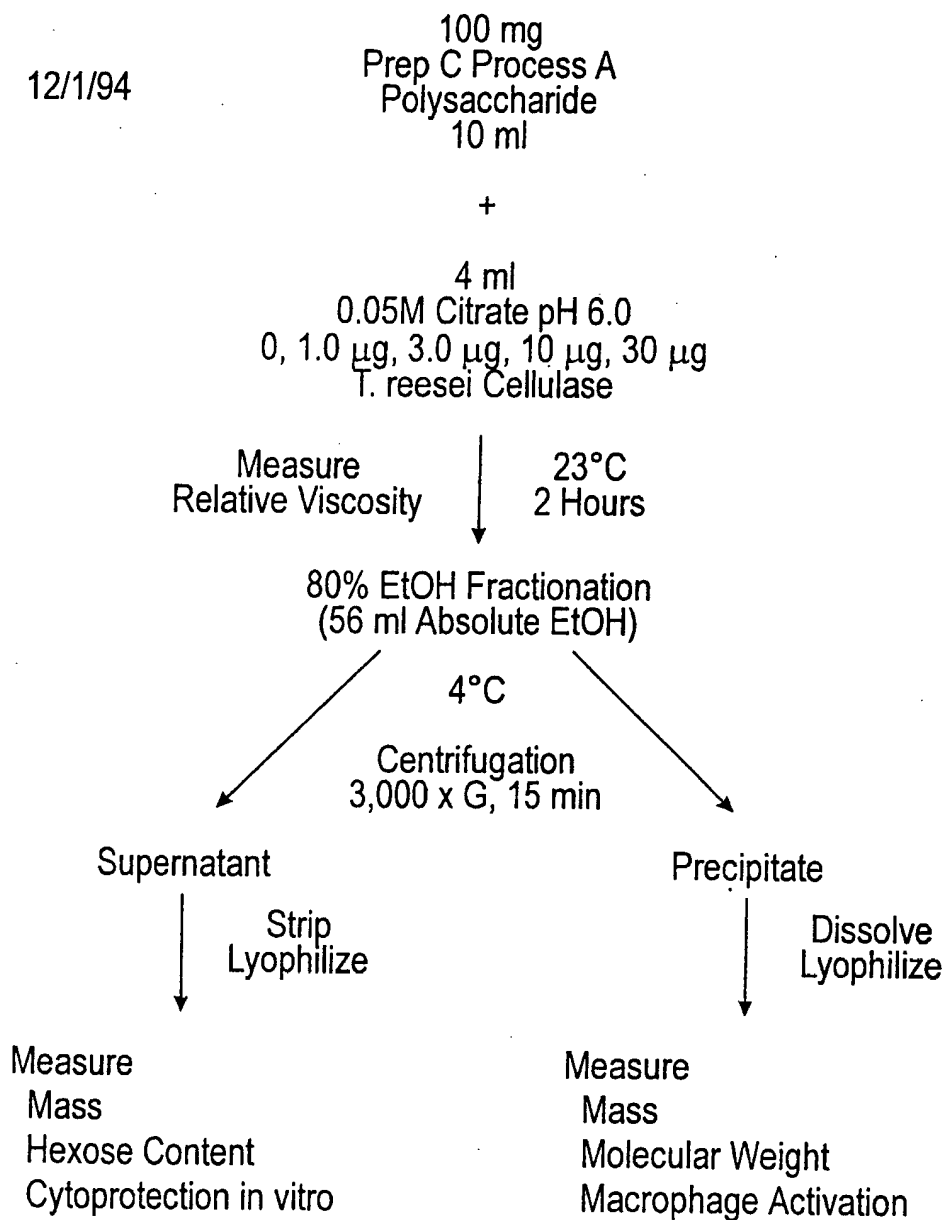 12/1/94
100 mg
Prep C Process A
Polysaccharide
10 ml
+
4 ml
0.05M Citrate pH 6.0
0, 1.0 µg, 3.0 µg, 10 µg, 30 µg
T. reesei Cellulase
Measure
Relative Viscosity
23°C
2 Hours
80% EtOH Fractionation
(56 ml Absolute EtOH)
4°C
Centrifugation
3,000 x G, 15 min
Supernatant
Precipitate
Strip
Lyophilize
Dissolve
Lyophilize
Measure
Mass
Hexose Content
Cytoprotection in vitro
Measure
Mass
Molecular Weight
Macrophage Activation